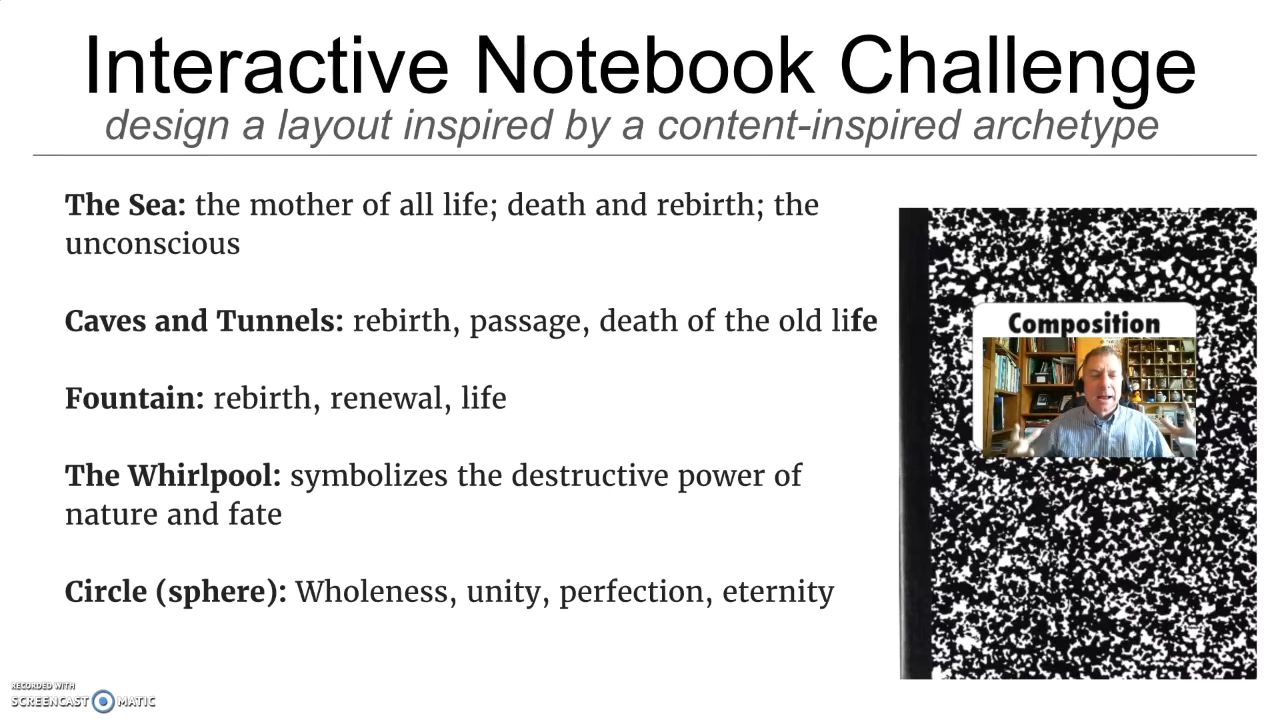 Interactive Notebook Challenge
design a layout inspired by a content-inspired archetype
The Sea: the mother of all life; death and rebirth; the
unconscious
Caves and Tunnels: rebirth, passage, death of the old life
Fountain: rebirth, renewal, life
The Whirlpool: symbolizes the destructive power of
nature and fate
Circle (sphere): Wholeness, unity, perfection, eternity
Composition
RECORDED WITH
SCREENCAST MATIC